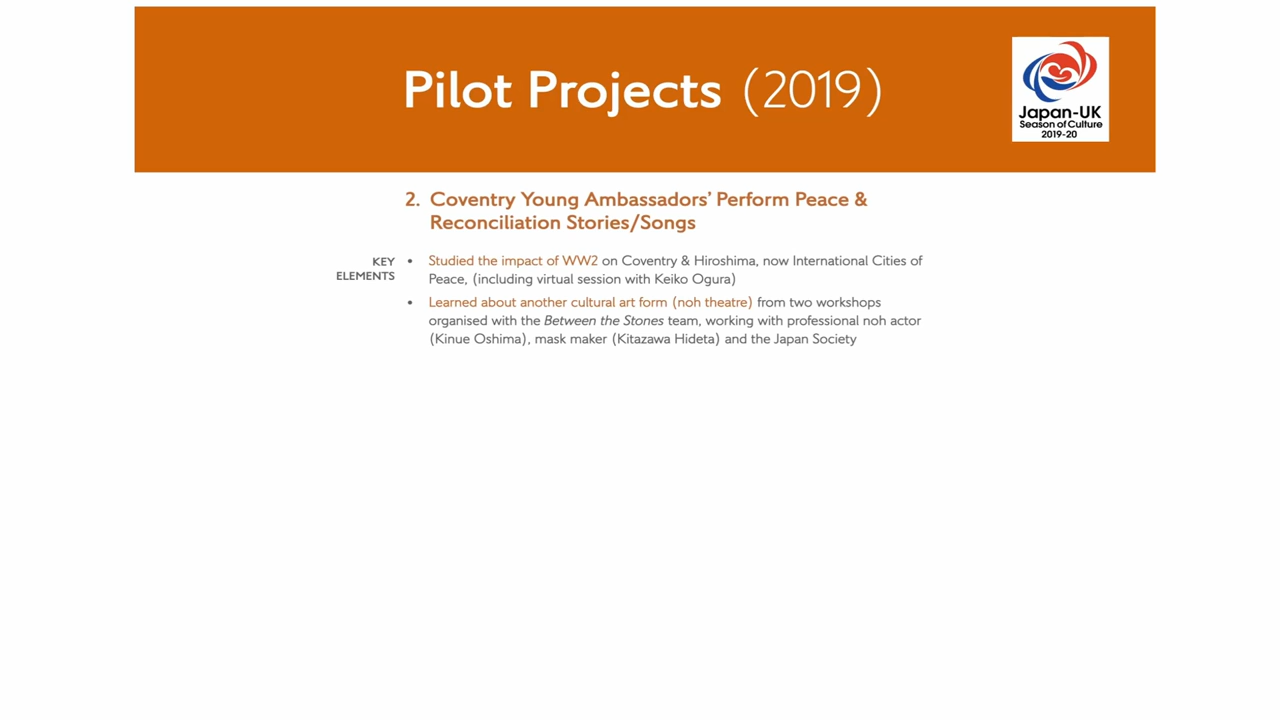 Pilot Projects (2019)
Japan-UK
Season of Culture
2019-20
2. Coventry Young Ambassadors' Perform Peace &
Reconciliation Stories/Songs
KEY
ELEMENTS
• Studied the impact of WW2 on Coventry & Hiroshima, now International Cities of
Peace, (including virtual session with Keiko Ogura)
• Learned about another cultural art form (noh theatre) from two workshops
organised with the Between the Stones team, working with professional noh actor
(Kinue Oshima), mask maker (Kitazawa Hideta) and the Japan Society